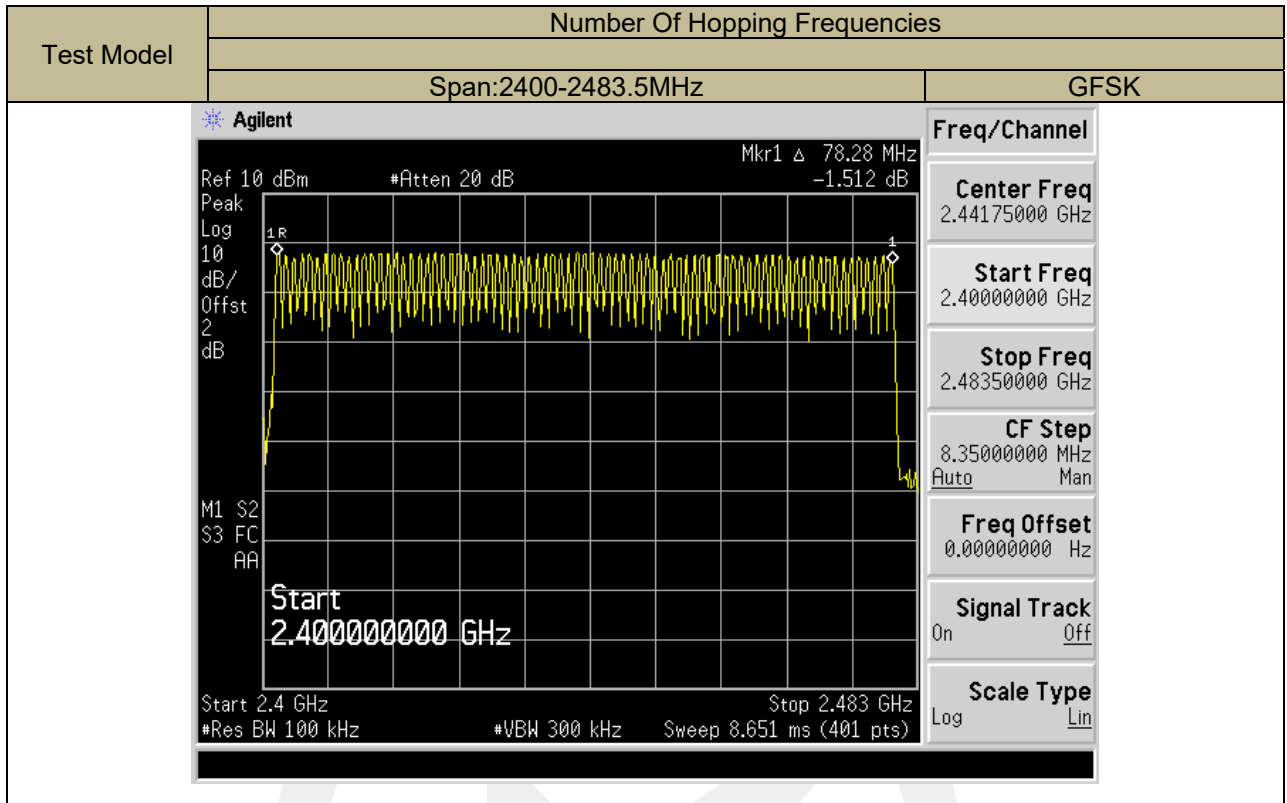 Test Model
Number Of Hopping Frequencies
Span:2400-2483.5MHz
GFSK
Agilent
Freq/Channel
Mkr1 Δ 78.28 MHz
Ref 10 dBm #Atten 20 dB -1.512 dB
Peak
Log
10
dB/
Offst
2
dB
1R
1
M1 S2
S3 FC
AA
Start
2.400000000 GHz
Start 2.4 GHz Stop 2.483 GHz
#Res BW 100 kHz #VBW 300 kHz Sweep 8.651 ms (401 pts)
Center Freq
2.44175000 GHz
Start Freq
2.40000000 GHz
Stop Freq
2.48350000 GHz
CF Step
8.35000000 MHz
Auto Man
Freq Offset
0.00000000 Hz
Signal Track
On Off
Scale Type
Log Lin